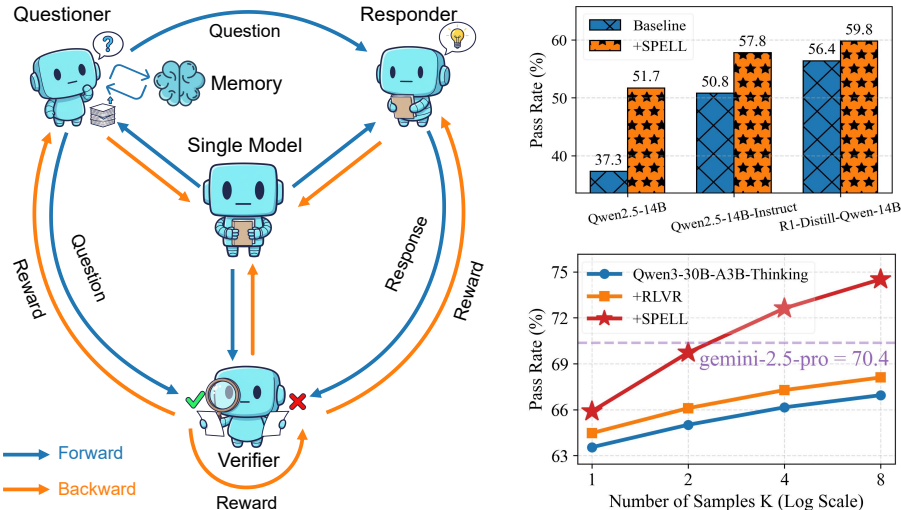 Questioner
Responder
Question
?
Memory
Single Model
Question
Reward
Response
Reward
Verifier
Reward
Forward
Backward
Baseline
+SPELL
Pass Rate (%)
60
50
40
37.3
51.7
50.8
57.8
56.4
59.8
Qwen2.5-14B
Qwen2.5-14B-Instruct
R1-Distill-Qwen-14B
Qwen3-30B-A3B-Thinking
+RLVR
+SPELL
gemini-2.5-pro = 70.4
Pass Rate (%)
75
72
69
66
63
1
2
4
8
Number of Samples K (Log Scale)